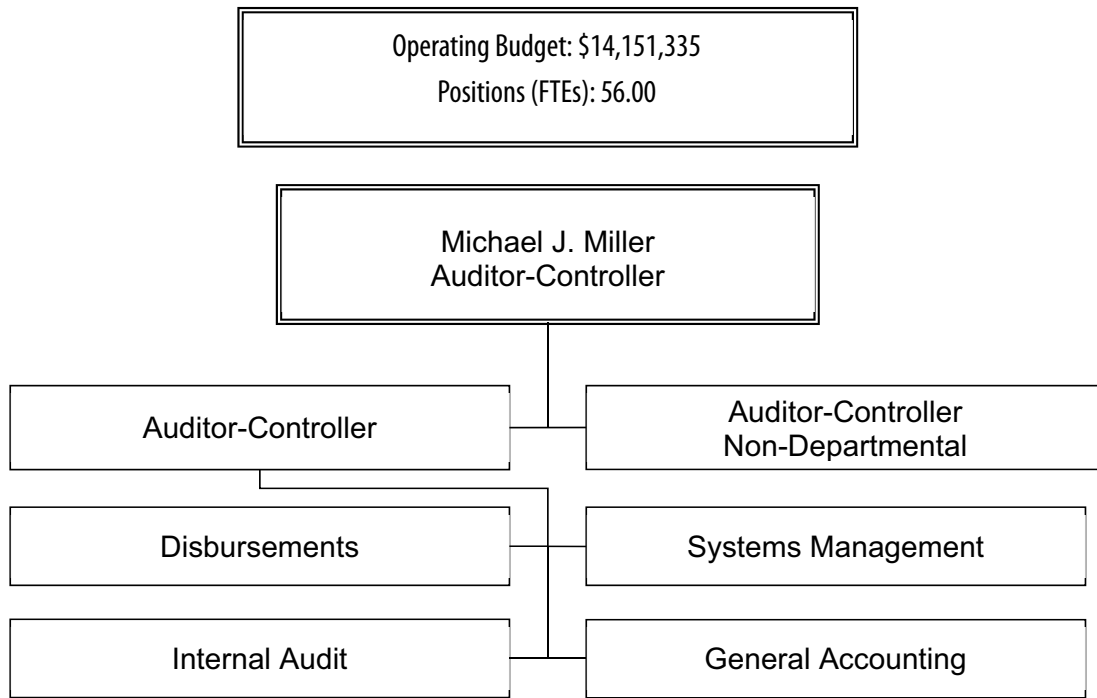 Operating Budget: $14,151,335
Positions (FTEs): 56.00
Michael J. Miller
Auditor-Controller
Auditor-Controller
Auditor-Controller
Non-Departmental
Disbursements
Systems Management
Internal Audit
General Accounting